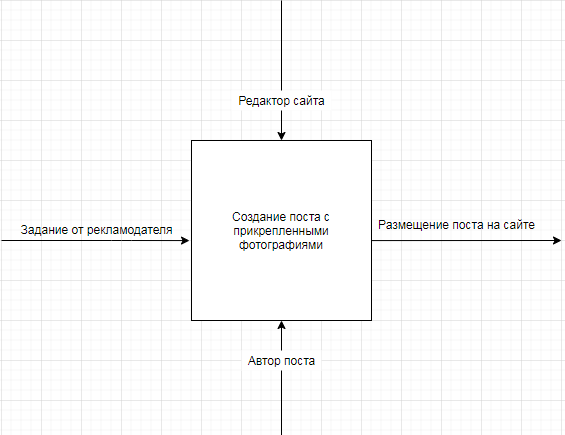 Редактор сайта
Задание от рекламодателя
Создание поста с
прикрепленными
фотографиями
Размещение поста на сайте
Автор поста